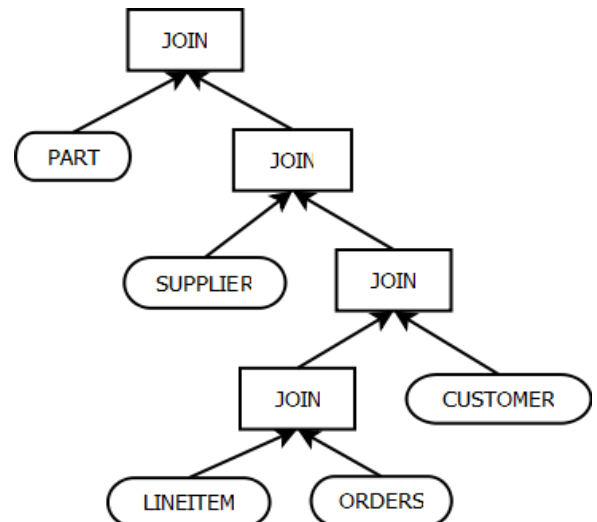 JOIN
PART
JOIN
SUPPLIER
JOIN
JOIN
CUSTOMER
LINEITEM
ORDERS